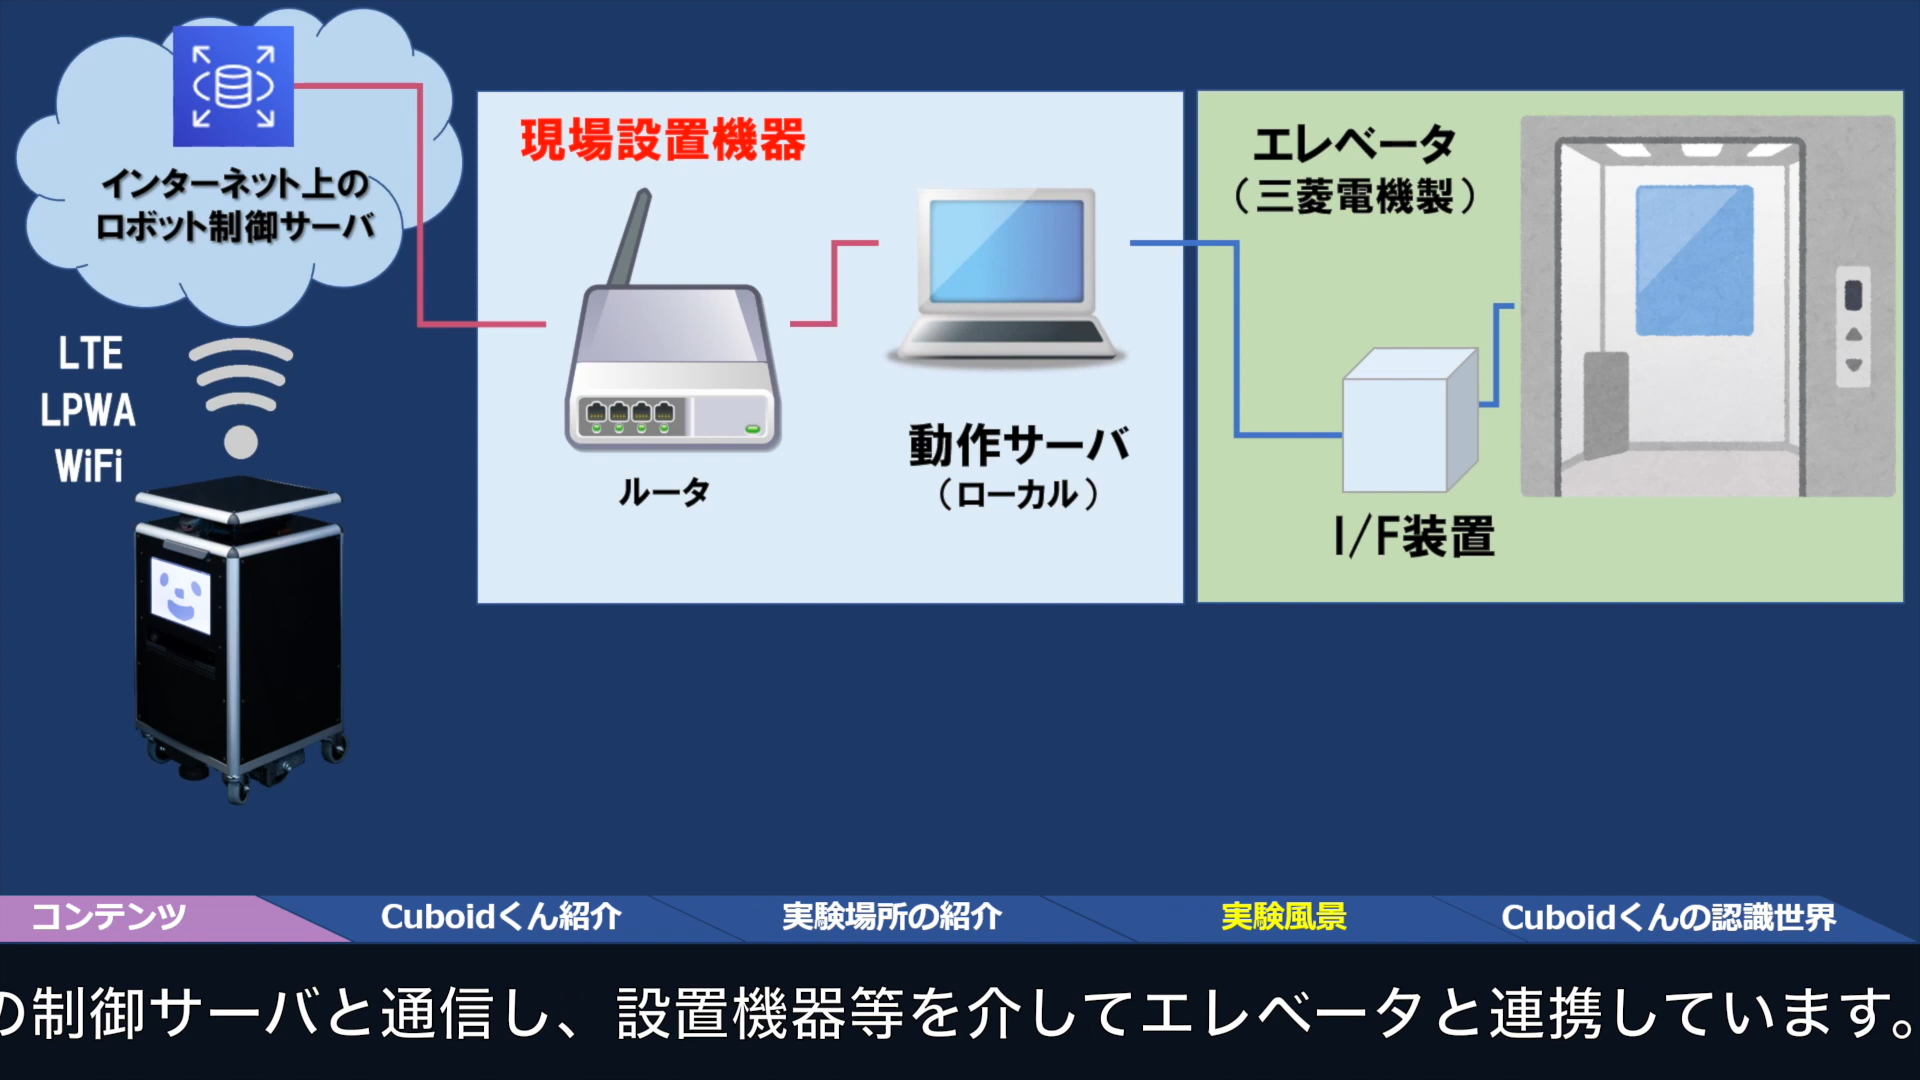 インターネット上の
ロボット制御サーバ
LTE
LPWA
WiFi
現場設置機器
ルータ
動作サーバ
（ローカル）
エレベータ
（三菱電機製）
I/F装置
コンテンツ
Cuboidくん紹介
実験場所の紹介
実験風景
Cuboidくんの認識世界
の制御サーバと通信し、設置機器等を介してエレベータと連携しています。